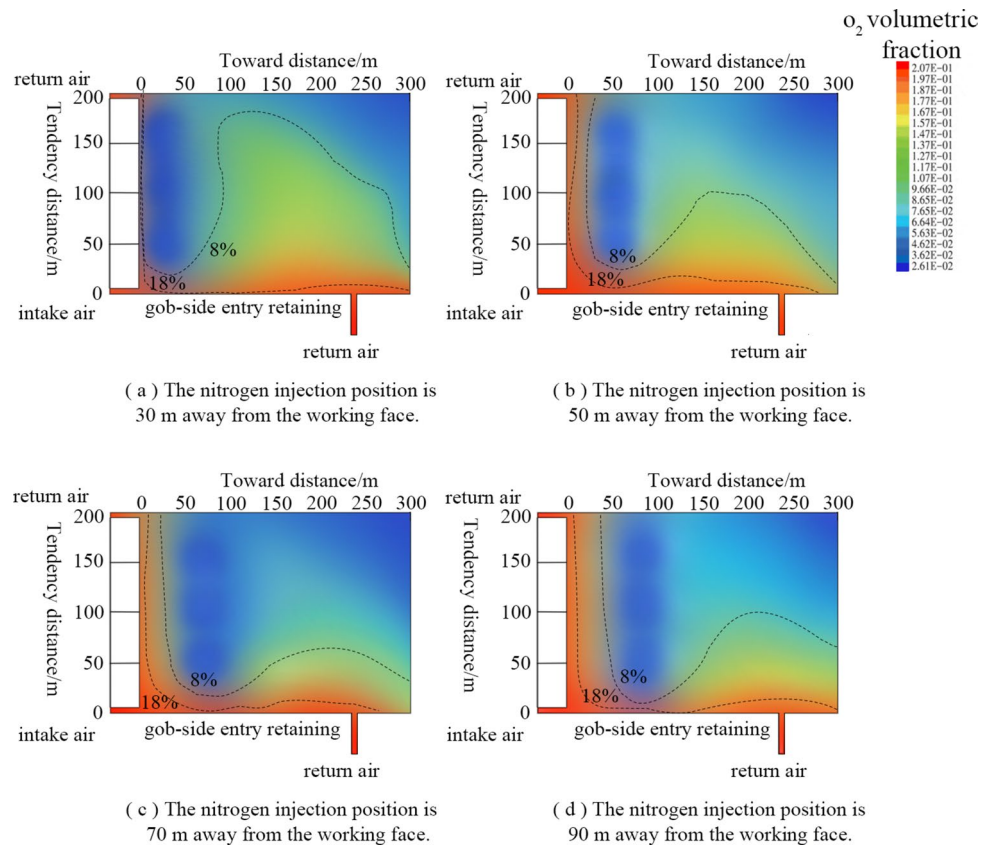 o2 volumetric
fraction
2.07E-01
1.97E-01
1.87E-01
1.77E-01
1.67E-01
1.57E-01
1.47E-01
1.37E-01
1.27E-01
1.17E-01
1.07E-01
9.66E-02
8.65E-02
7.65E-02
6.64E-02
5.63E-02
4.62E-02
3.62E-02
2.61E-02
Toward distance/m
return air
0 50 100 150 200 250 300
Tendency distance/m
200
150
100
50
0
8%
18%
intake air
gob-side entry retaining
return air
( a ) The nitrogen injection position is
30 m away from the working face.
Toward distance/m
return air
0 50 100 150 200 250 300
Tendency distance/m
200
150
100
50
0
8%
18%
intake air
gob-side entry retaining
return air
( b ) The nitrogen injection position is
50 m away from the working face.
Toward distance/m
return air
0 50 100 150 200 250 300
Tendency distance/m
200
150
100
50
0
8%
18%
intake air
gob-side entry retaining
return air
( c ) The nitrogen injection position is
70 m away from the working face.
Toward distance/m
return air
0 50 100 150 200 250 300
Tendency distance/m
200
150
100
50
0
8%
18%
intake air
gob-side entry retaining
return air
( d ) The nitrogen injection position is
90 m away from the working face.